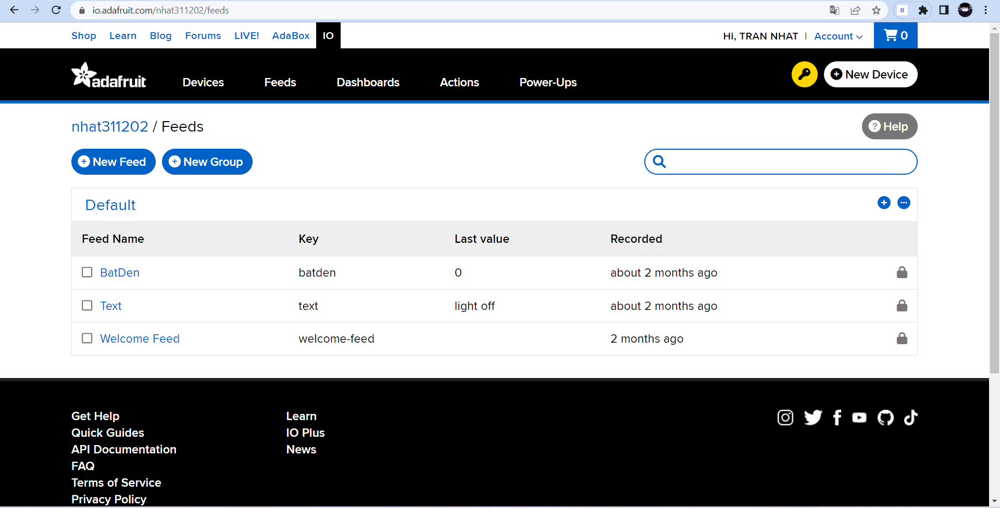 io.adafruit.com/nhat311202/feeds
B
Shop Learn Blog Forums LIVE! AdaBox IO
Hi, TRAN NHAT | Account 0
adafruit Devices Feeds Dashboards Actions Power-Ups New Device
nhat311202 / Feeds
Help
New Feed New Group
Default
Feed Name Key Last value Recorded
BatDen batden 0 about 2 months ago
Text text light off about 2 months ago
Welcome Feed welcome-feed 2 months ago
Get Help
Quick Guides
API Documentation
FAQ
Terms of Service
Privacy Policy
Learn
IO Plus
News